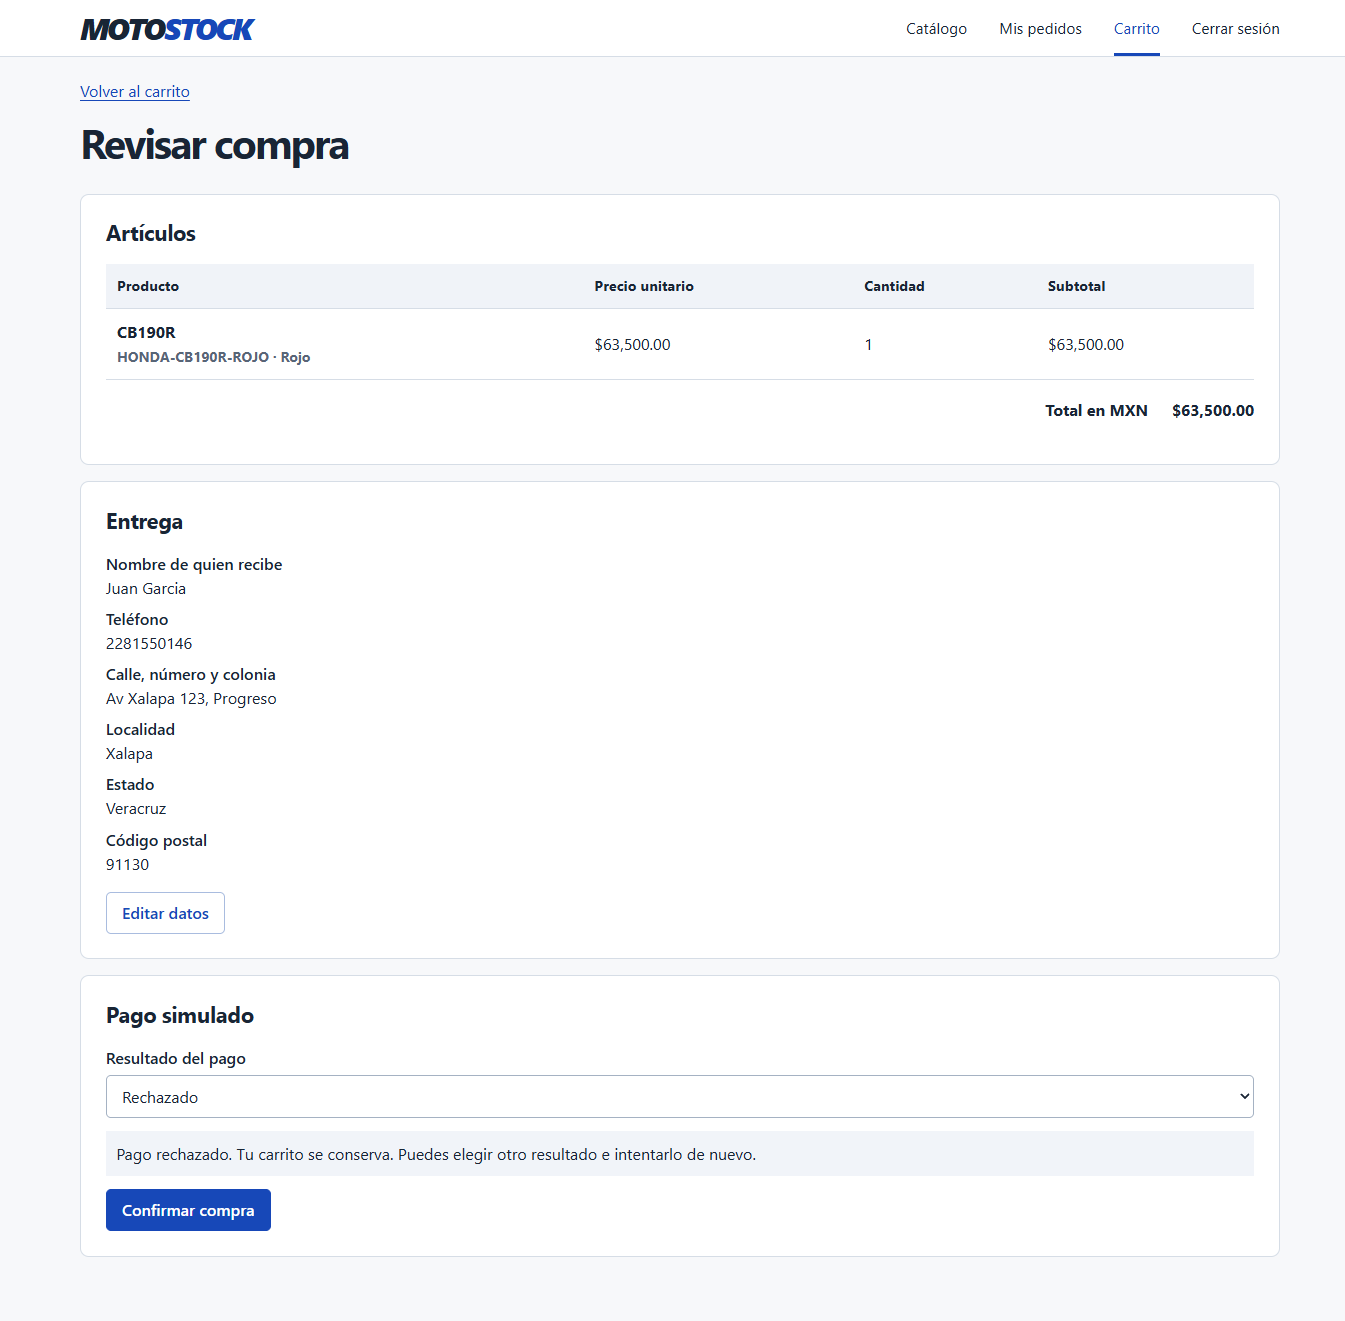 MOTOSTOCK
Catálogo
Mis pedidos
Carrito
Cerrar sesión
Volver al carrito
Revisar compra
Artículos
Producto Precio unitario Cantidad Subtotal
CB190R
HONDA-CB190R-ROJO · Rojo
$63,500.00 1 $63,500.00
Total en MXN $63,500.00
Entrega
Nombre de quien recibe
Juan Garcia
Teléfono
2281550146
Calle, número y colonia
Av Xalapa 123, Progreso
Localidad
Xalapa
Estado
Veracruz
Código postal
91130
Editar datos
Pago simulado
Resultado del pago
Rechazado
Pago rechazado. Tu carrito se conserva. Puedes elegir otro resultado e intentarlo de nuevo.
Confirmar compra